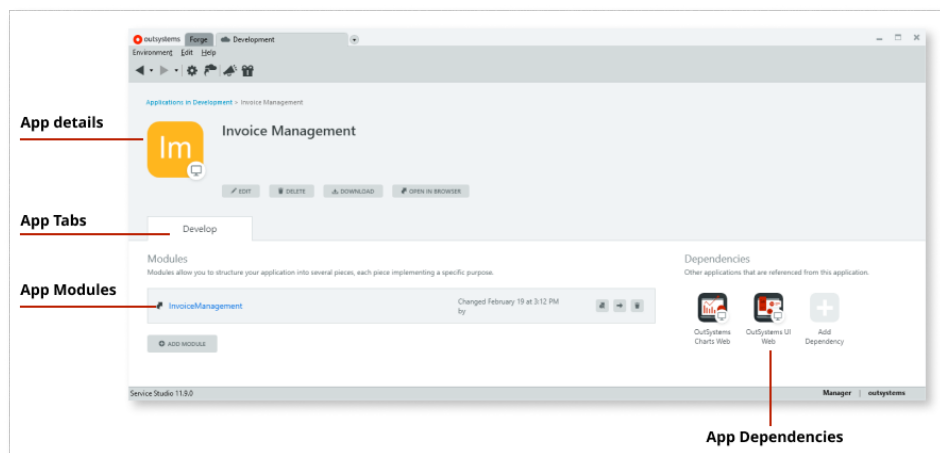 outsystems Forge Development
Environment Edit Help
Applications in Development > Invoice Management
App details
Im
Invoice Management
EDIT DELETE DOWNLOAD OPEN IN BROWSER
App Tabs
Develop
Modules
Modules allow you to structure your application into several pieces, each piece implementing a specific purpose.
Dependencies
Other applications that are referenced from this application.
App Modules
InvoiceManagement
Changed February 19 at 3:12 PM
by
OutSystems
Charts Web
OutSystems UI
Web
Add
Dependency
ADD MODULE
Service Studio 11.9.0
Manager | outsystems
App Dependencies